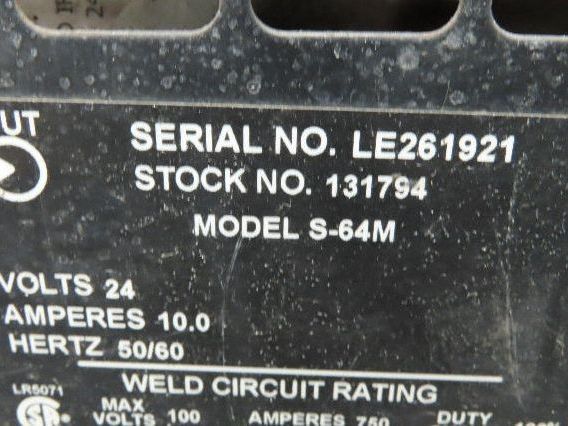 UT
SERIAL NO. LE261921
STOCK NO. 131794
MODEL S-64M
VOLTS 24
AMPERES 10.0
HERTZ 50/60
WELD CIRCUIT RATING
LR5071
MAX VOLTS 100 AMPERES 750 DUTY